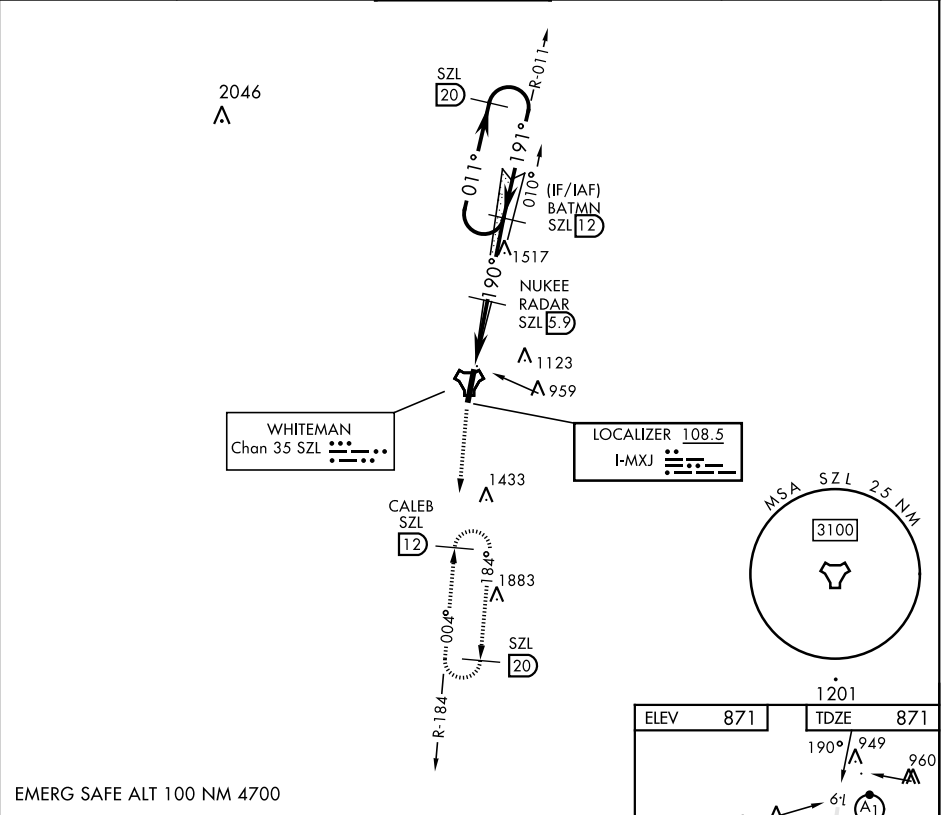 2046
SZL
20
R-011
011°
191°
010°
(IF/IAF)
BATMN
SZL 12
1517
190°
NUKEE
RADAR
SZL 5.9
1123
959
WHITEMAN
Chan 35 SZL
LOCALIZER 108.5
I-MXJ
1433
CALEB
SZL
12
184°
1883
004°
SZL
20
R-184
MSA SZL 25 NM
3100
1201
ELEV 871
TDZE 871
190°
949
960
1.9
A1
EMERG SAFE ALT 100 NM 4700